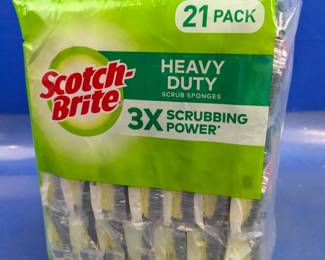 21 PACK
Scotch-
Brite
HEAVY
DUTY
SCRUB SPONGES
3X SCRUBBING
POWER*